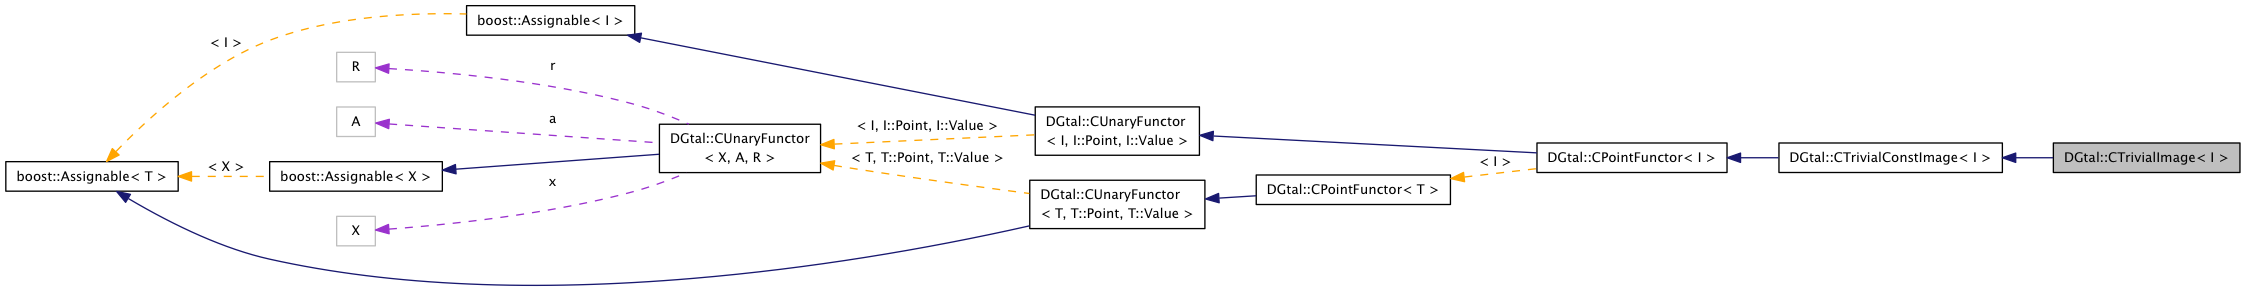 boost::Assignable< I >
< I >
R
r
A
a
DGtal::CUnaryFunctor
< X, A, R >
< I, I::Point, I::Value >
DGtal::CUnaryFunctor
< I, I::Point, I::Value >
< T, T::Point, T::Value >
< I >
DGtal::CPointFunctor< I >
DGtal::CTrivialConstImage< I >
DGtal::CTrivialImage< I >
boost::Assignable< T >
< X >
boost::Assignable< X >
x
DGtal::CUnaryFunctor
< T, T::Point, T::Value >
DGtal::CPointFunctor< T >
X